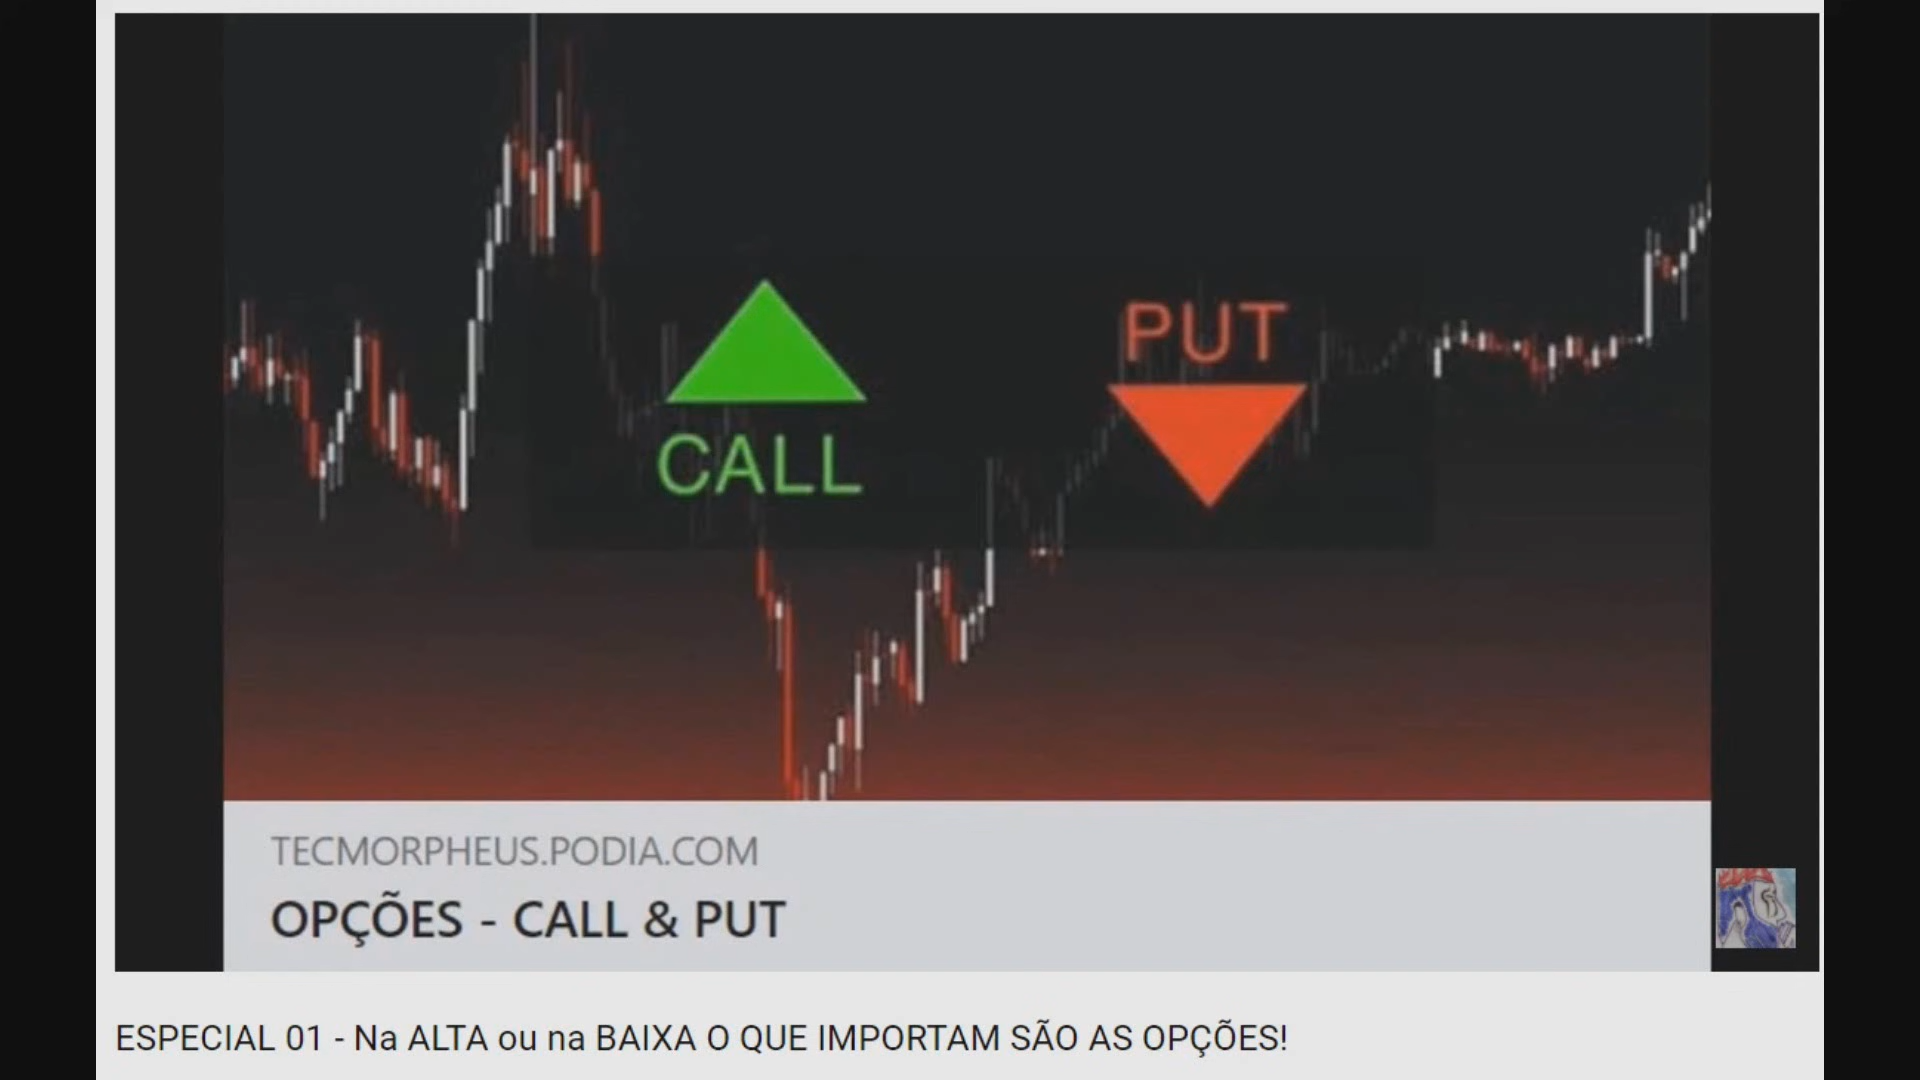 PUT
CALL
TECMORPHEUS.PODIA.COM
OPÇÕES - CALL & PUT
ESPECIAL 01 - Na ALTA ou na BAIXA O QUE IMPORTAM SÃO AS OPÇÕES!